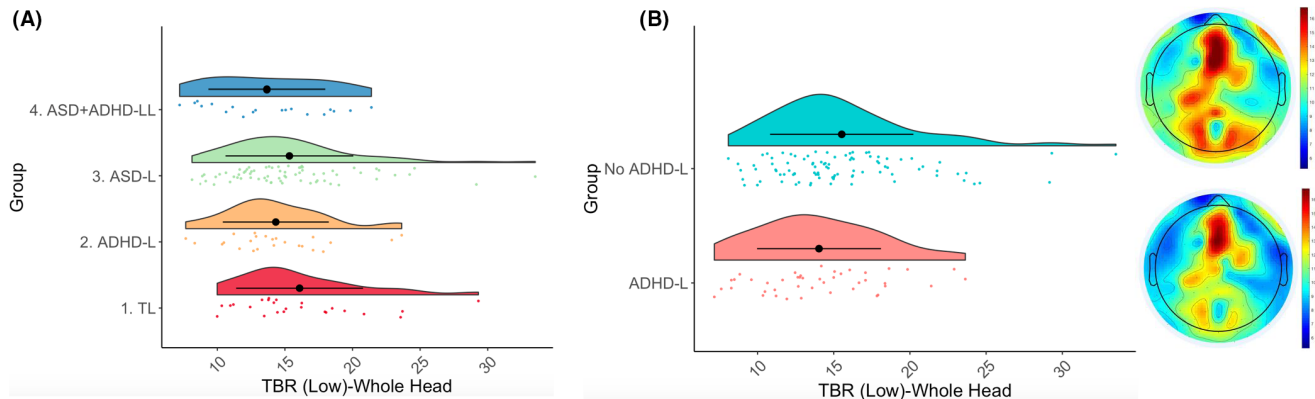 (A)
Group
4. ASD+ADHD-LL
3. ASD-L
2. ADHD-L
1. TL
10 15 20 25 30
TBR (Low)-Whole Head
(B)
Group
No ADHD-L
ADHD-L
10 15 20 25 30
TBR (Low)-Whole Head